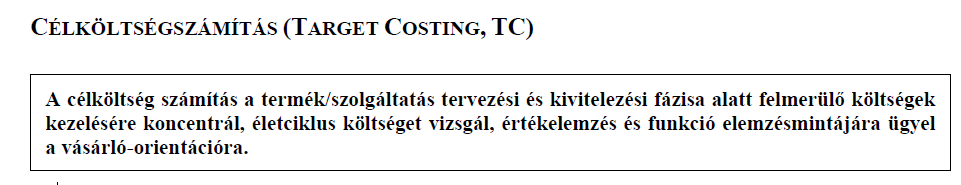 CÉLKÖLTSÉGSZÁMÍTÁS (TARGET COSTING, TC)
A célköltség számítás a termék/szolgáltatás tervezési és kivitelezési fázisa alatt felmerülő költségek
kezelésére koncentrál, életciklus költséget vizsgál, értékelemzés és funkció elemzésmintájára ügyel
a vásárló-orientációra.